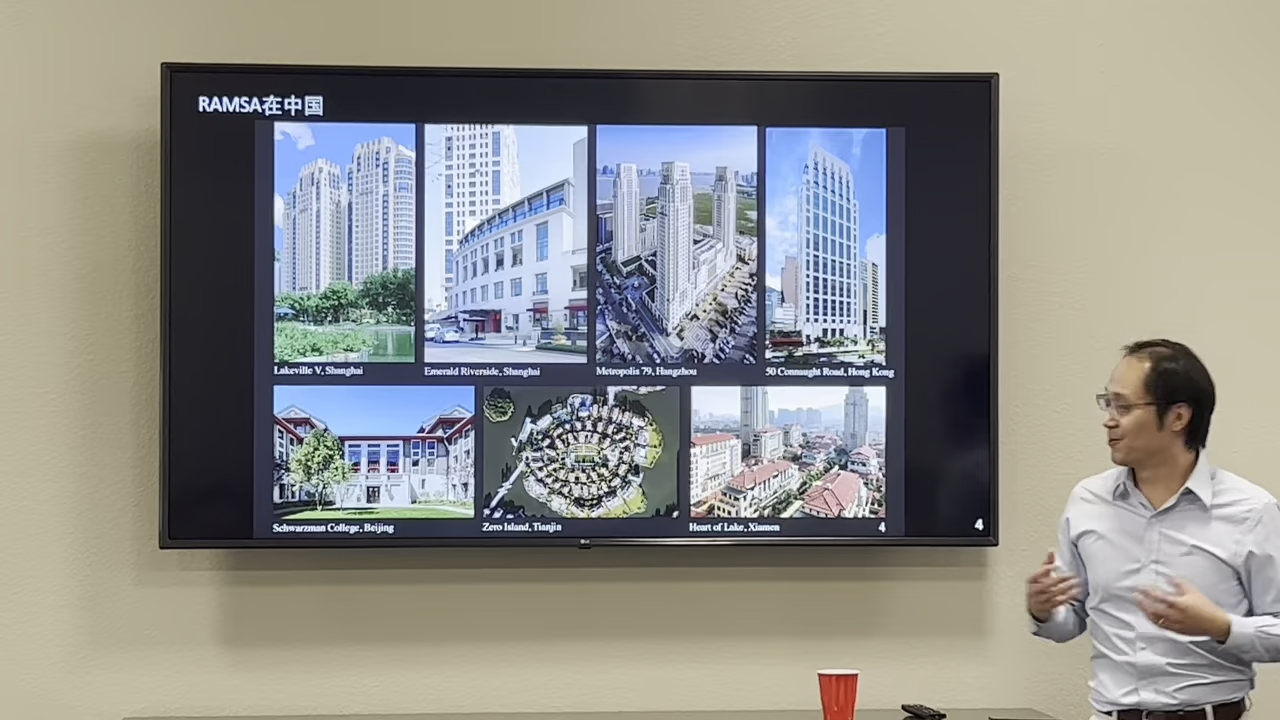 RAMSA在中国
Lakeville V, Shanghai
Emerald Riverside, Shanghai
Metropolis 79, Hangzhou
50 Connaught Road, Hong Kong
Schwarzman College, Beijing
Zero Island, Tianjin
Heart of Lake, Xiamen
4
4